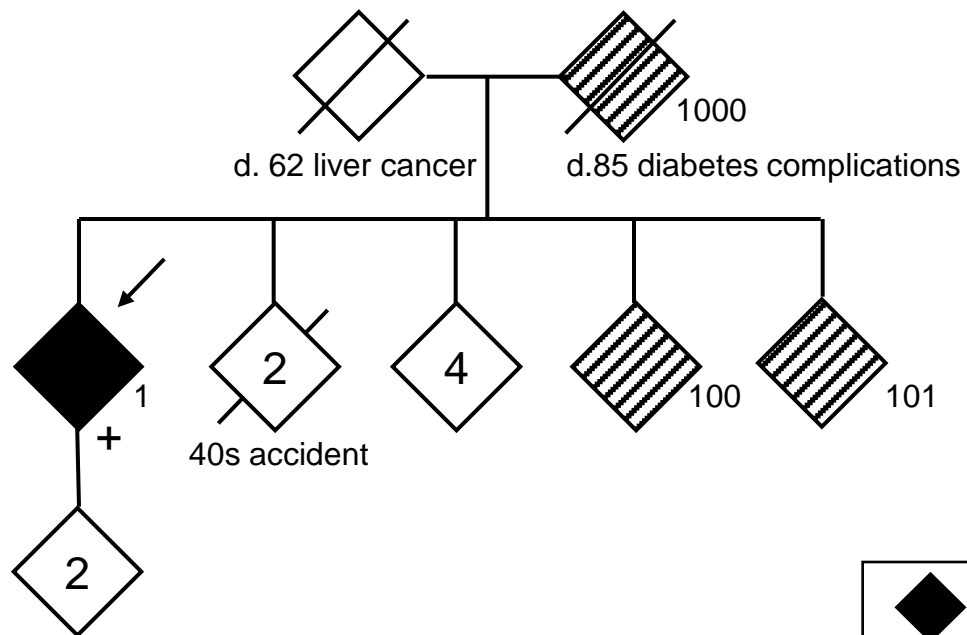 1000
d. 62 liver cancer
d.85 diabetes complications
2
4
1
+
100
101
40s accident
2